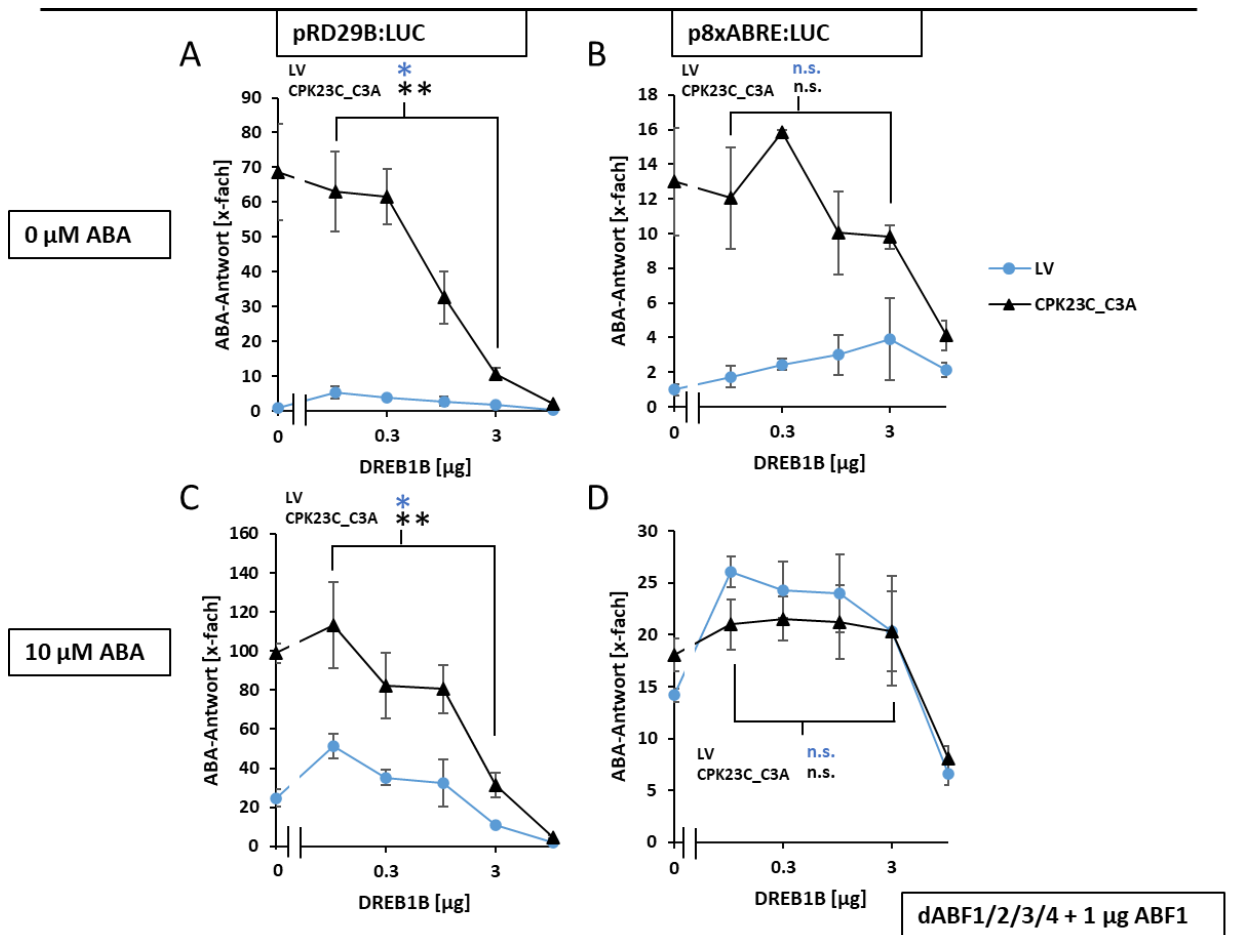 pRD29B:LUC
p8xABRE:LUC
A
LV *
CPK23C_C3A **
90
80
70
60
50
40
30
20
10
0
ABA-Antwort [x-fach]
0 0.3 3
DREB1B [µg]
B
LV n.s.
CPK23C_C3A n.s.
18
16
14
12
10
8
6
4
2
0
ABA-Antwort [x-fach]
0 0.3 3
DREB1B [µg]
0 µM ABA
LV
CPK23C_C3A
C
LV *
CPK23C_C3A **
160
140
120
100
80
60
40
20
0
ABA-Antwort [x-fach]
0 0.3 3
DREB1B [µg]
D
30
25
20
15
10
5
0
ABA-Antwort [x-fach]
LV n.s.
CPK23C_C3A n.s.
0 0.3 3
DREB1B [µg]
10 µM ABA
dABF1/2/3/4 + 1 µg ABF1